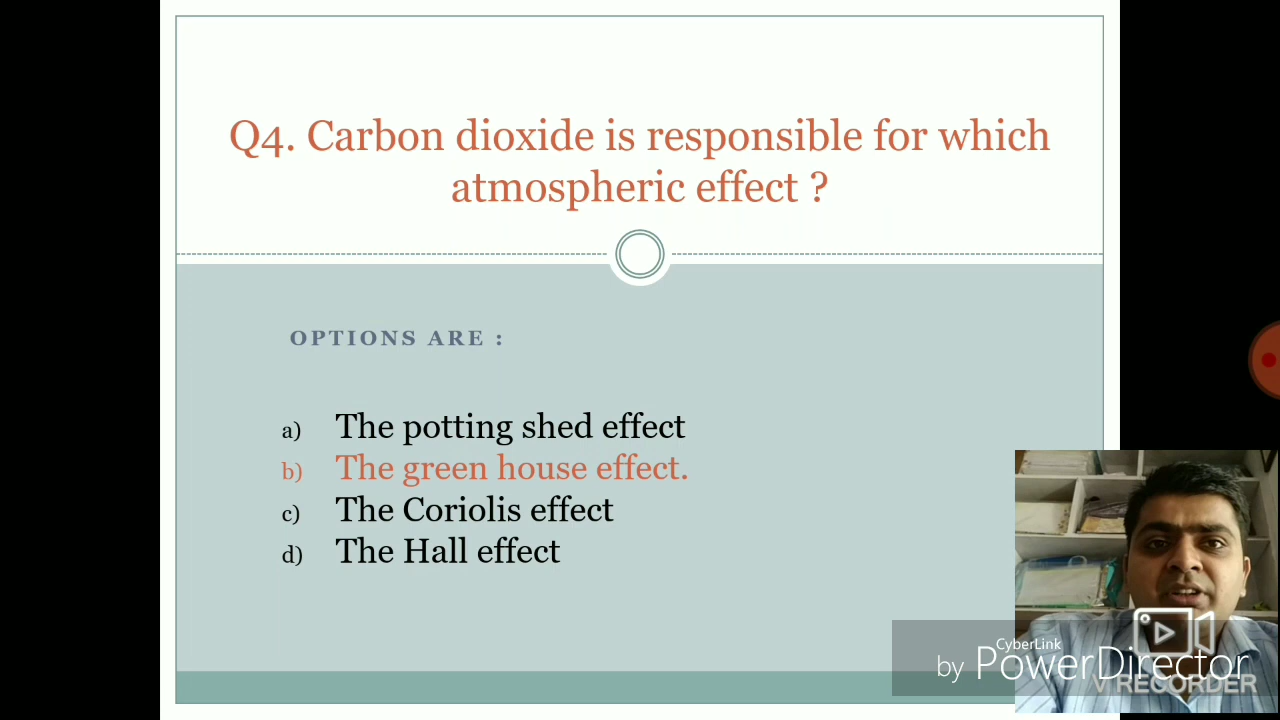 Q4. Carbon dioxide is responsible for which
atmospheric effect ?
OPTIONS ARE :
a) The potting shed effect
b) The green house effect.
c) The Coriolis effect
d) The Hall effect
CyberLink
by PowerDirector
V RECORDER